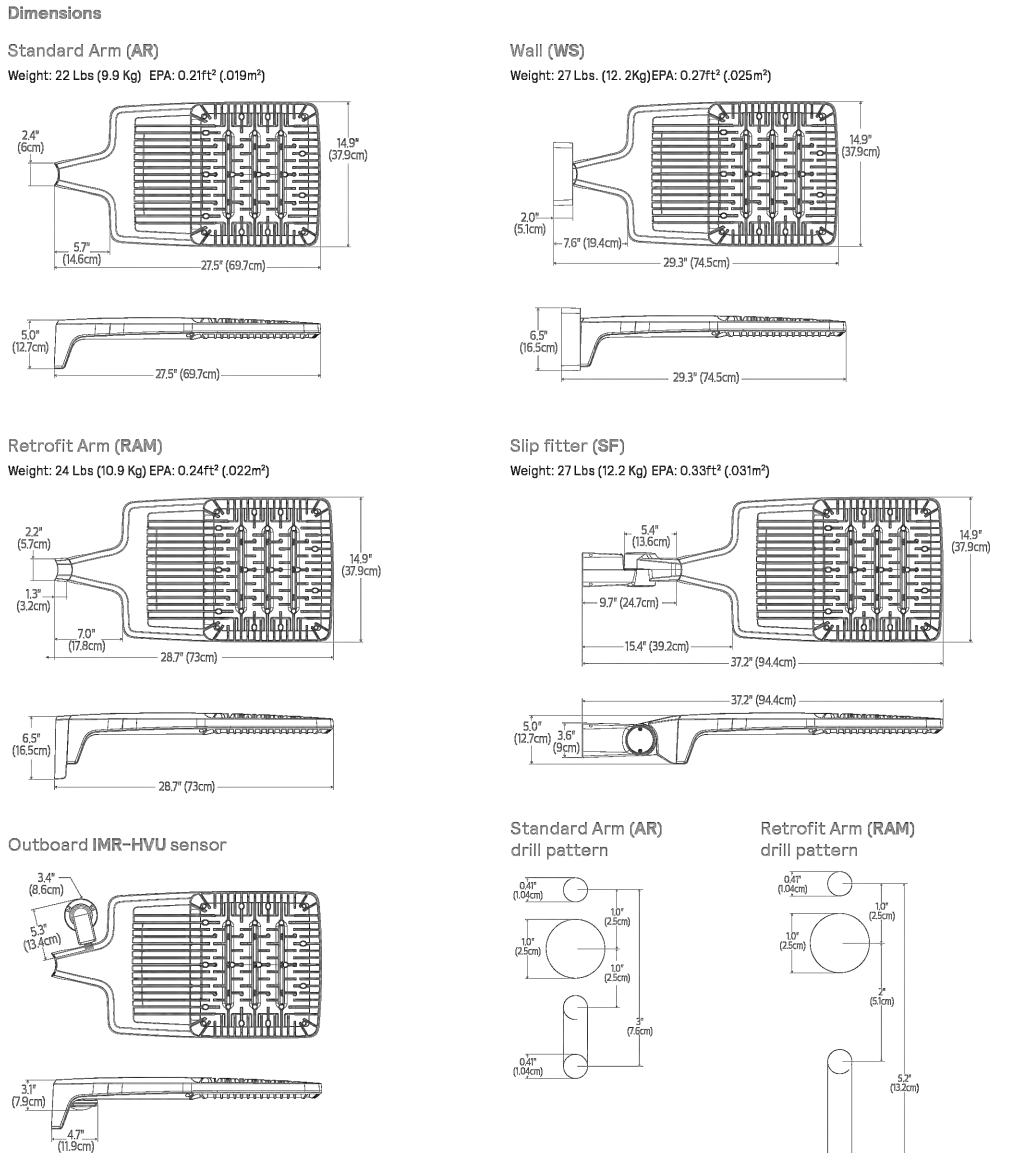 Dimensions
Standard Arm (AR)
Weight: 22 Lbs (9.9 Kg) EPA: 0.21ft² (.019m²)
2.4"
(6cm)
14.9"
(37.9cm)
5.7"
(14.6cm)
27.5" (69.7cm)
5.0"
(12.7cm)
27.5" (69.7cm)
Wall (WS)
Weight: 27 Lbs. (12. 2Kg)EPA: 0.27ft² (.025m²)
14.9"
(37.9cm)
2.0"
(5.1cm)
7.6" (19.4cm)
29.3" (74.5cm)
6.5"
(16.5cm)
29.3" (74.5cm)
Retrofit Arm (RAM)
Weight: 24 Lbs (10.9 Kg) EPA: 0.24ft² (.022m²)
2.2"
(5.7cm)
14.9"
(37.9cm)
1.3"
(3.2cm)
7.0"
(17.8cm)
28.7" (73cm)
6.5"
(16.5cm)
28.7" (73cm)
Slip fitter (SF)
Weight: 27 Lbs (12.2 Kg) EPA: 0.33ft² (.031m²)
5.4"
(13.6cm)
14.9"
(37.9cm)
9.7" (24.7cm)
15.4" (39.2cm)
37.2" (94.4cm)
37.2" (94.4cm)
5.0"
(12.7cm)
3.6"
(9cm)
Outboard IMR-HVU sensor
3.4"
(8.6cm)
5.3"
(13.4cm)
3.1"
(7.9cm)
4.7"
(11.9cm)
Standard Arm (AR)
drill pattern
0.41"
(1.04cm)
1.0"
(2.5cm)
1.0"
(2.5cm)
1.0"
(2.5cm)
3"
(7.6cm)
0.41"
(1.04cm)
Retrofit Arm (RAM)
drill pattern
0.41"
(1.04cm)
1.0"
(2.5cm)
1.0"
(2.5cm)
2"
(5.1cm)
5.2"
(13.2cm)